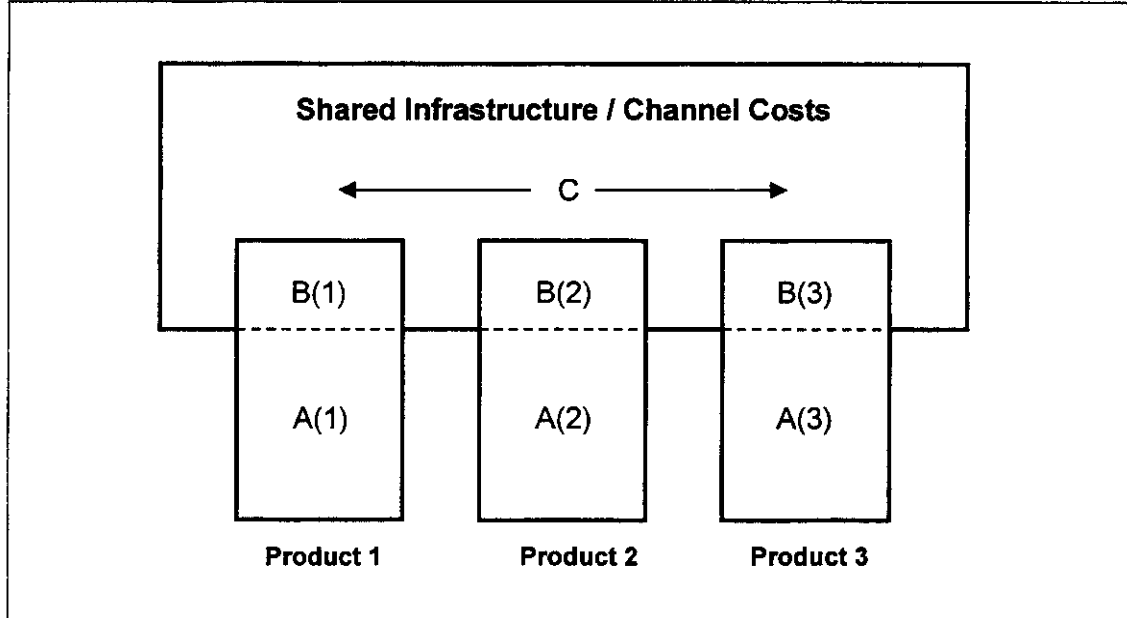 Shared Infrastructure / Channel Costs
C
B(1) B(2) B(3)
A(1) A(2) A(3)
Product 1 Product 2 Product 3